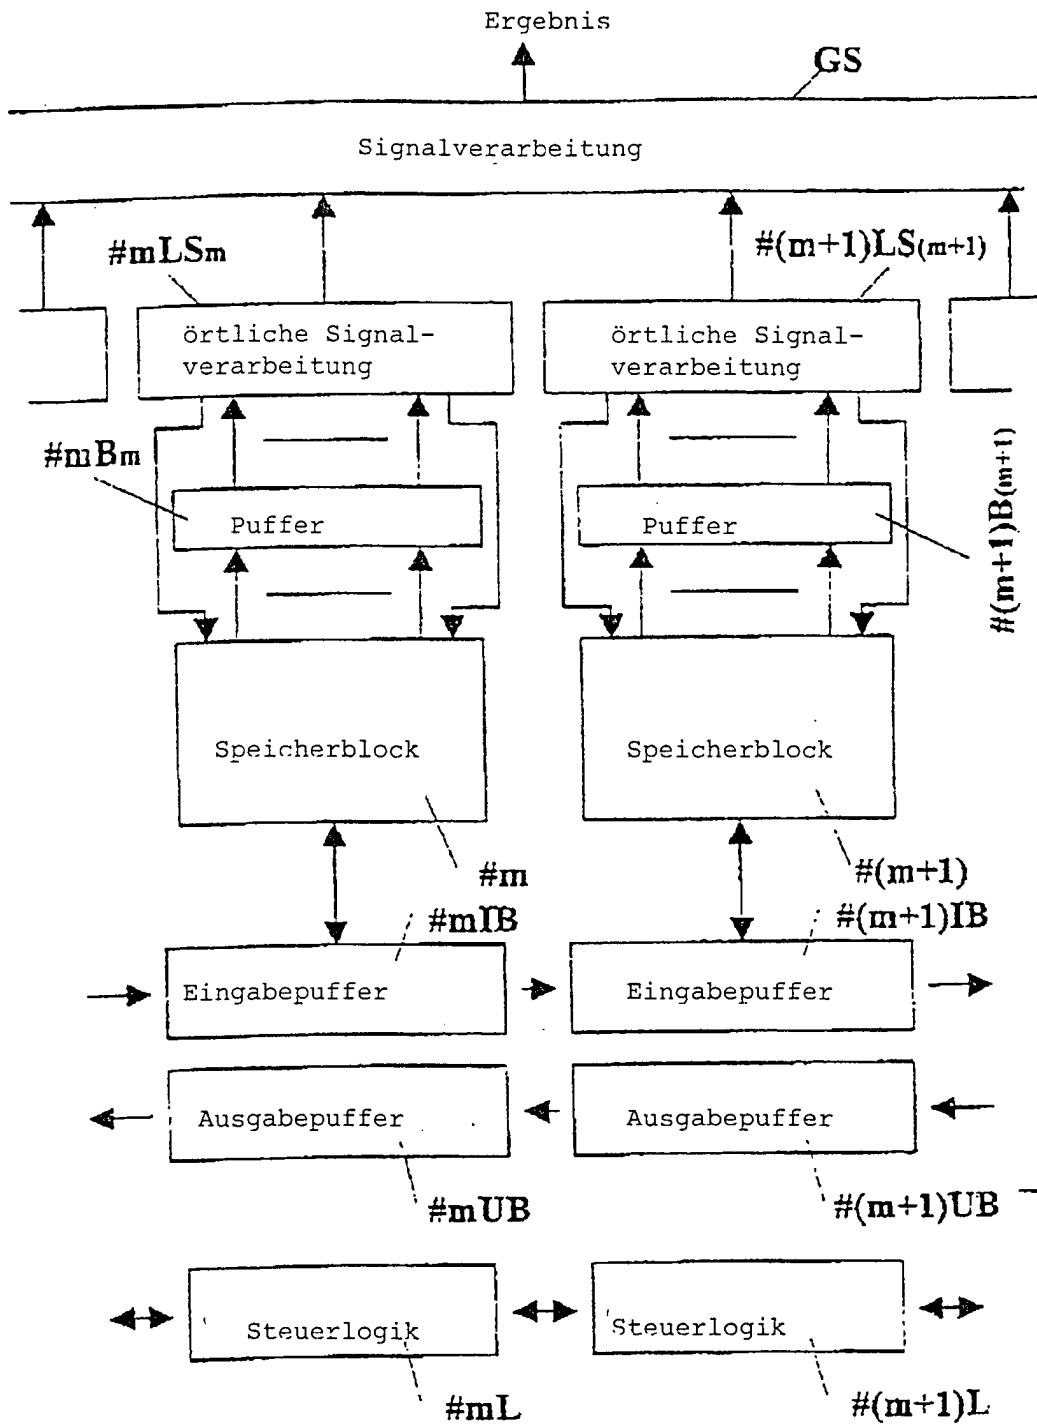 Ergebnis
GS
Signalverarbeitung
#mLSm
#(m+1)LS(m+1)
örtliche Signal-
verarbeitung
örtliche Signal-
verarbeitung
#mBm
#(m+1)B(m+1)
Puffer
Puffer
Speicherblock
Speicherblock
#m
#(m+1)
#mIB
#(m+1)IB
Eingabepuffer
Eingabepuffer
Ausgabepuffer
Ausgabepuffer
#mUB
#(m+1)UB
Steuerlogik
Steuerlogik
#mL
#(m+1)L